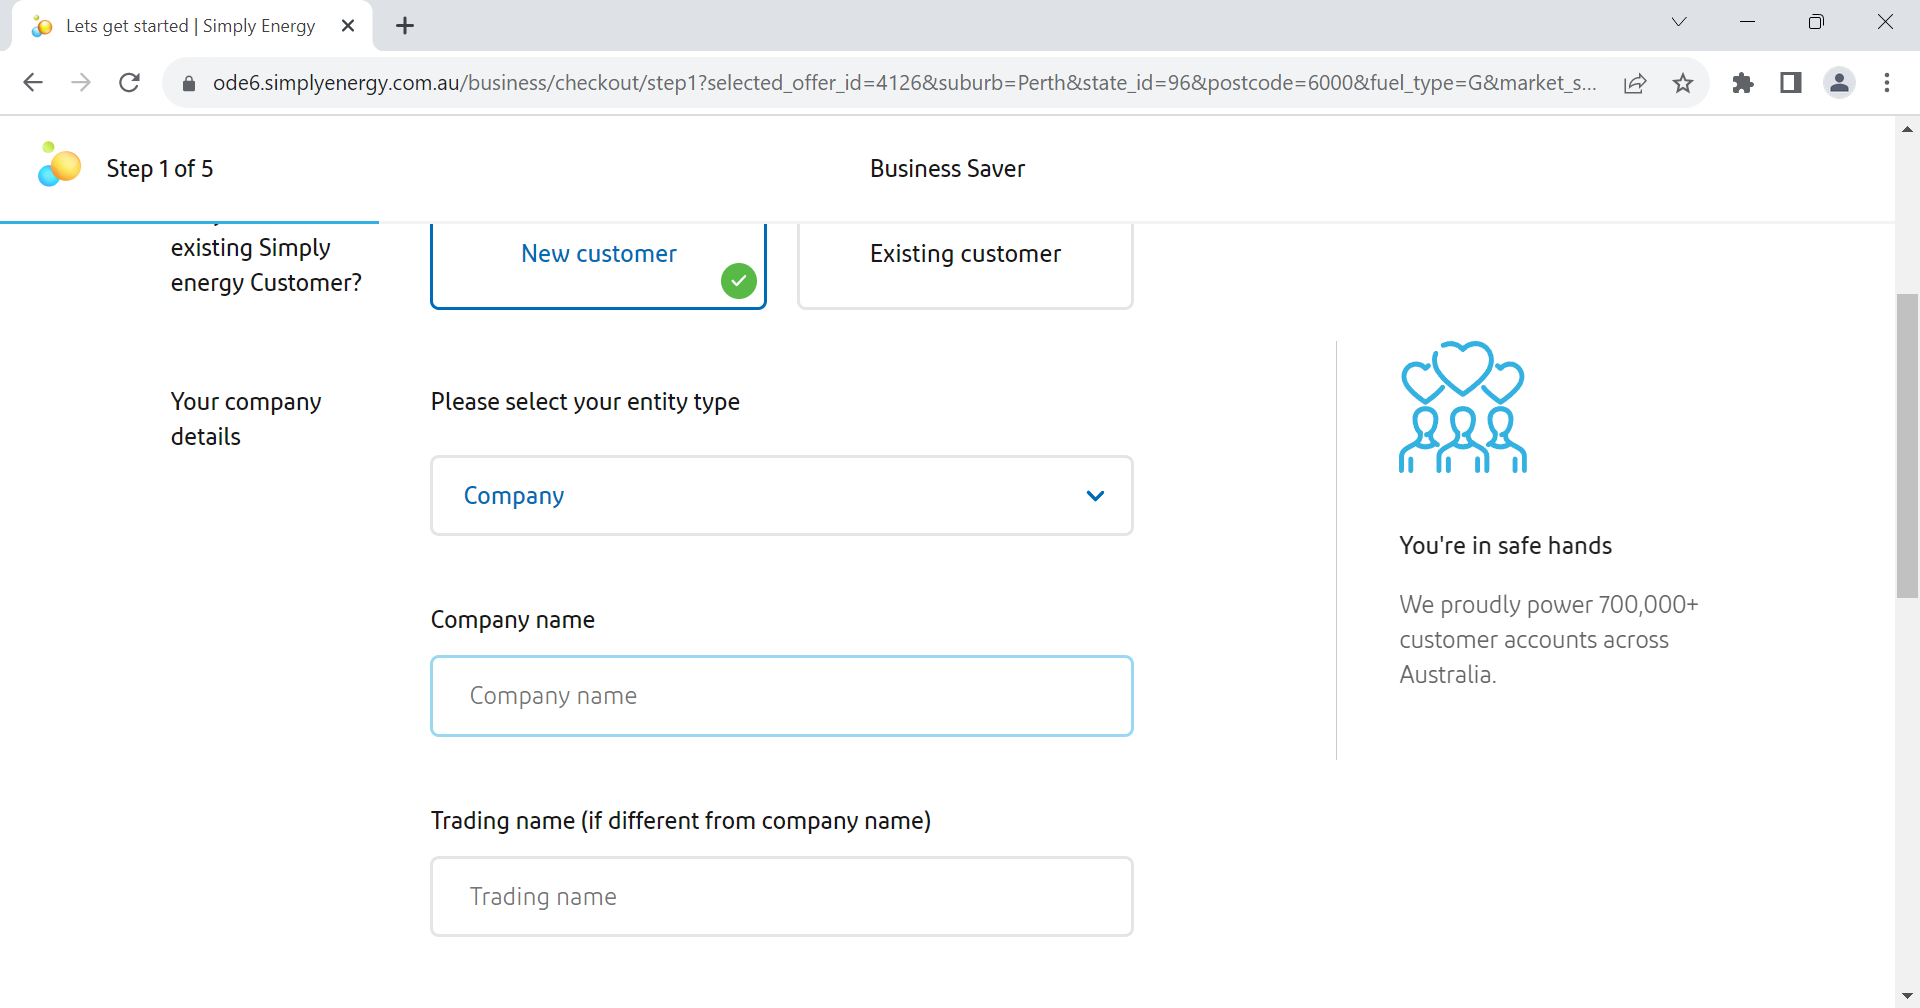 Lets get started | Simply Energy
ode6.simplyenergy.com.au/business/checkout/step1?selected_offer_id=4126&suburb=Perth&state_id=96&postcode=6000&fuel_type=G&market_s...
Step 1 of 5
Business Saver
existing Simply
energy Customer?
New customer
Existing customer
Your company
details
Please select your entity type
Company
Company name
Company name
Trading name (if different from company name)
Trading name
You're in safe hands
We proudly power 700,000+
customer accounts across
Australia.